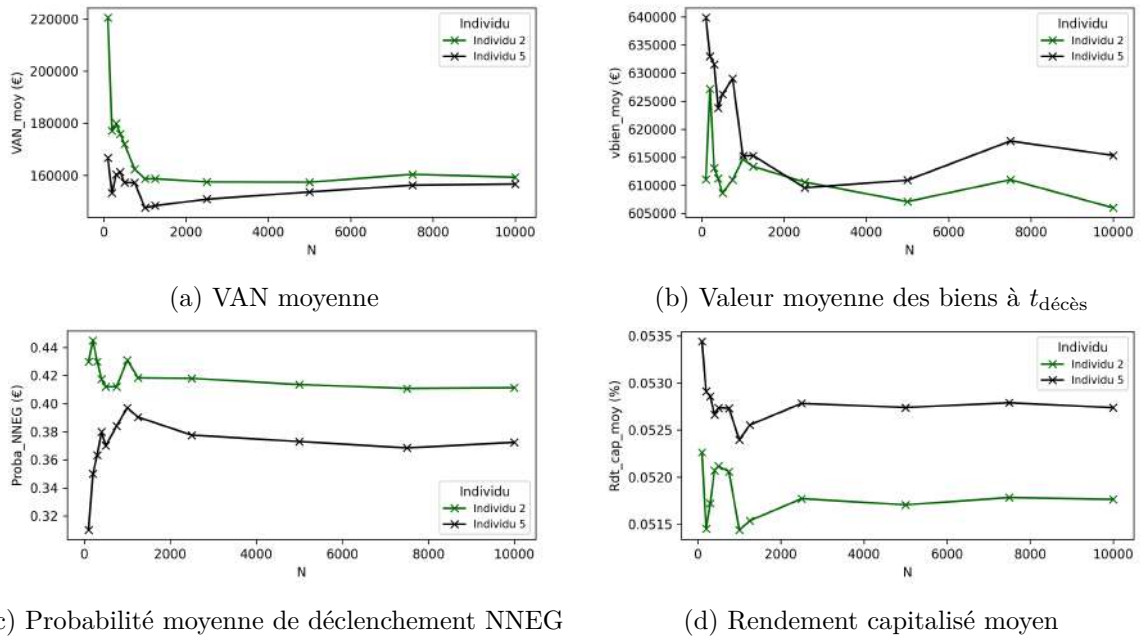 220000
200000
180000
160000
VAN_moy (€)
0 2000 4000 6000 8000 10000
N
Individu
Individu 2
Individu 5
(a) VAN moyenne
640000
635000
630000
625000
620000
615000
610000
605000
vbien_moy (€)
0 2000 4000 6000 8000 10000
N
Individu
Individu 2
Individu 5
(b) Valeur moyenne des biens à tdécès
0.44
0.42
0.40
0.38
0.36
0.34
0.32
Proba_NNEG (€)
0 2000 4000 6000 8000 10000
N
Individu
Individu 2
Individu 5
) Probabilité moyenne de déclenchement NNEG
0.0535
0.0530
0.0525
0.0520
0.0515
Rdt_cap_moy (%)
0 2000 4000 6000 8000 10000
N
Individu
Individu 2
Individu 5
(d) Rendement capitalisé moyen